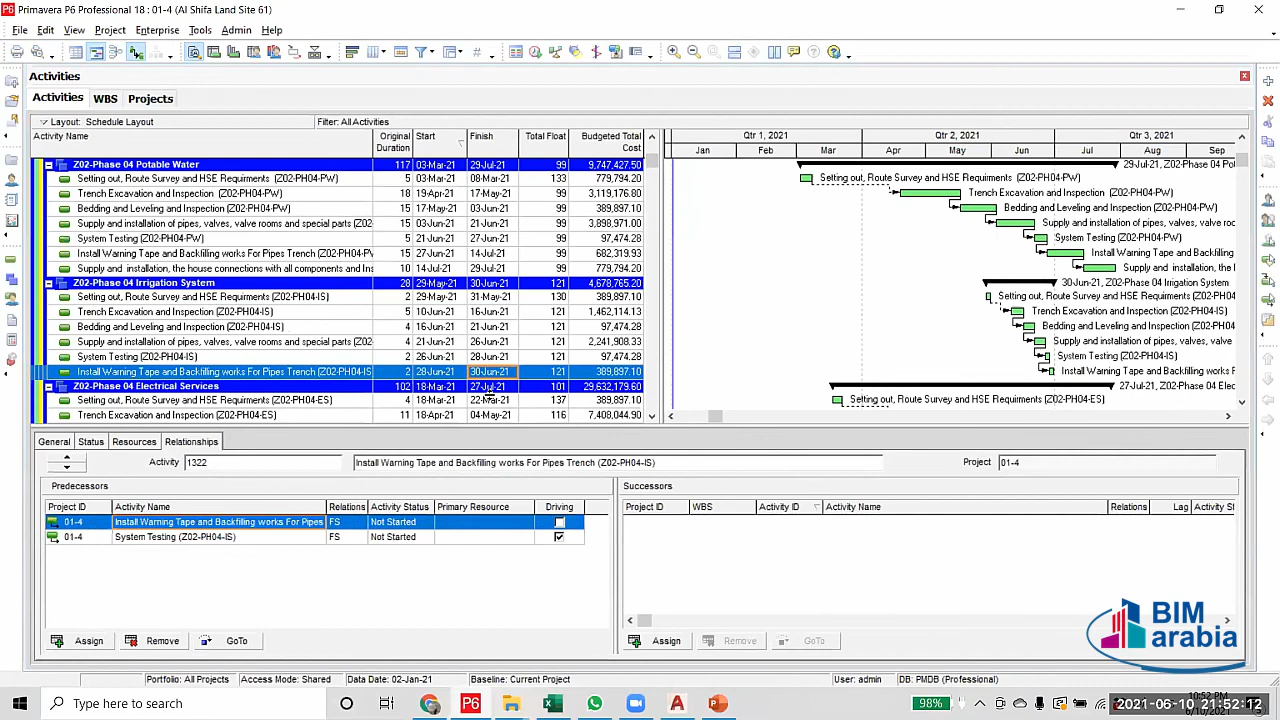 Primavera P6 Professional 18 : 01-4 (Al Shifa Land Site 61)
File Edit View Project Enterprise Tools Admin Help
Activities
Activities WBS Projects
Layout: Schedule Layout Filter: All Activities
Activity Name Original Duration Start Finish Total Float Budgeted Total Cost
Qtr 1, 2021 Qtr 2, 2021 Qtr 3, 2021
Jan Feb Mar Apr May Jun Jul Aug Sep
Z02-Phase 04 Potable Water 117 03-Mar-21 29-Jul-21 99 9,747,427.50 29-Jul-21, Z02-Phase 04 Pot
Setting out, Route Survey and HSE Requirments (Z02-PH04-PW) 5 03-Mar-21 08-Mar-21 133 779,794.20 Setting out, Route Survey and HSE Requirments (Z02-PH04-PW)
Trench Excavation and Inspection (Z02-PH04-PW) 18 19-Apr-21 17-May-21 99 3,119,176.80 Trench Excavation and Inspection (Z02-PH04-PW)
Bedding and Leveling and Inspection (Z02-PH04-PW) 15 17-May-21 03-Jun-21 99 389,897.10 Bedding and Leveling and Inspection (Z02-PH04-PW)
Supply and installation of pipes, valves, valve rooms and special parts (Z02 15 03-Jun-21 21-Jun-21 99 3,898,971.00 Supply and installation of pipes, valves, valve room
System Testing (Z02-PH04-PW) 5 21-Jun-21 27-Jun-21 99 97,474.28 System Testing (Z02-PH04-PW)
Install Warning Tape and Backfilling works For Pipes Trench (Z02-PH04-PW 15 27-Jun-21 14-Jul-21 99 682,319.93 Install Warning Tape and Backfilling
Supply and installation, the house connections with all components and Ins 10 14-Jul-21 29-Jul-21 99 779,794.20 Supply and installation, the
Z02-Phase 04 Irrigation System 28 29-May-21 30-Jun-21 121 4,678,765.20 30-Jun-21, Z02-Phase 04 Irrigation System
Setting out, Route Survey and HSE Requirments (Z02-PH04-IS) 2 29-May-21 31-May-21 130 389,897.10 Setting out, Route Survey and HSE Requirments (Z02-PH04
Trench Excavation and Inspection (Z02-PH04-IS) 5 10-Jun-21 16-Jun-21 121 1,462,114.13 Trench Excavation and Inspection (Z02-PH04-IS)
Bedding and Leveling and Inspection (Z02-PH04-IS) 4 16-Jun-21 20-Jun-21 121 97,474.28 Bedding and Leveling and Inspection (Z02-PH04
Supply and installation of pipes, valves, valve rooms and special parts (Z02 4 21-Jun-21 26-Jun-21 121 2,241,908.33 Supply and installation of pipes, valves, valve
System Testing (Z02-PH04-IS) 2 26-Jun-21 28-Jun-21 121 97,474.28 System Testing (Z02-PH04-IS)
Install Warning Tape and Backfilling works For Pipes Trench (Z02-PH04-IS 2 28-Jun-21 30-Jun-21 121 389,897.10 Install Warning Tape and Backfilling works For
Z02-Phase 04 Electrical Services 102 18-Mar-21 27-Jul-21 101 29,632,179.60 27-Jul-21, Z02-Phase 04 Elec
Setting out, Route Survey and HSE Requirments (Z02-PH04-ES) 4 18-Mar-21 22-Mar-21 137 389,897.10 Setting out, Route Survey and HSE Requirments (Z02-PH04-ES)
Trench Excavation and Inspection (Z02-PH04-ES) 11 18-Apr-21 04-May-21 116 7,408,044.90
General Status Resources Relationships
Activity 1322 Install Warning Tape and Backfilling works For Pipes Trench (Z02-PH04-IS) Project 01-4
Predecessors
Project ID Activity Name Relations Activity Status Primary Resource Driving
01-4 Install Warning Tape and Backfilling works For Pipes FS Not Started
01-4 System Testing (Z02-PH04-IS) FS Not Started
Assign Remove GoTo
Successors
Project ID WBS Activity ID Activity Name Relations Lag Activity St
Assign Remove GoTo
BIM
arabia
Portfolio: All Projects Access Mode: Shared Data Date: 02-Jan-21 Baseline: Current Project User: admin DB: PMDB (Professional)
Type here to search
98%
10:52 PM
6/10/2021
2021-06-10 21:52:12